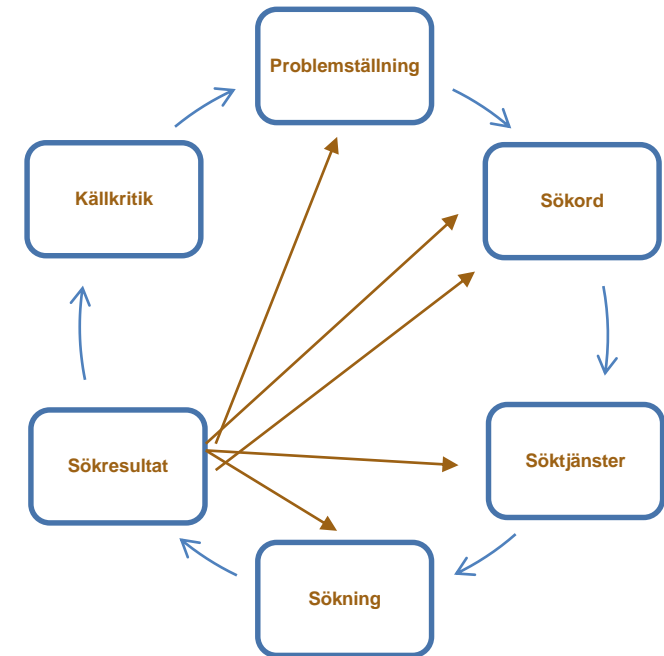 Problemställning
Källkritik
Sökord
Sökresultat
Söktjänster
Sökning